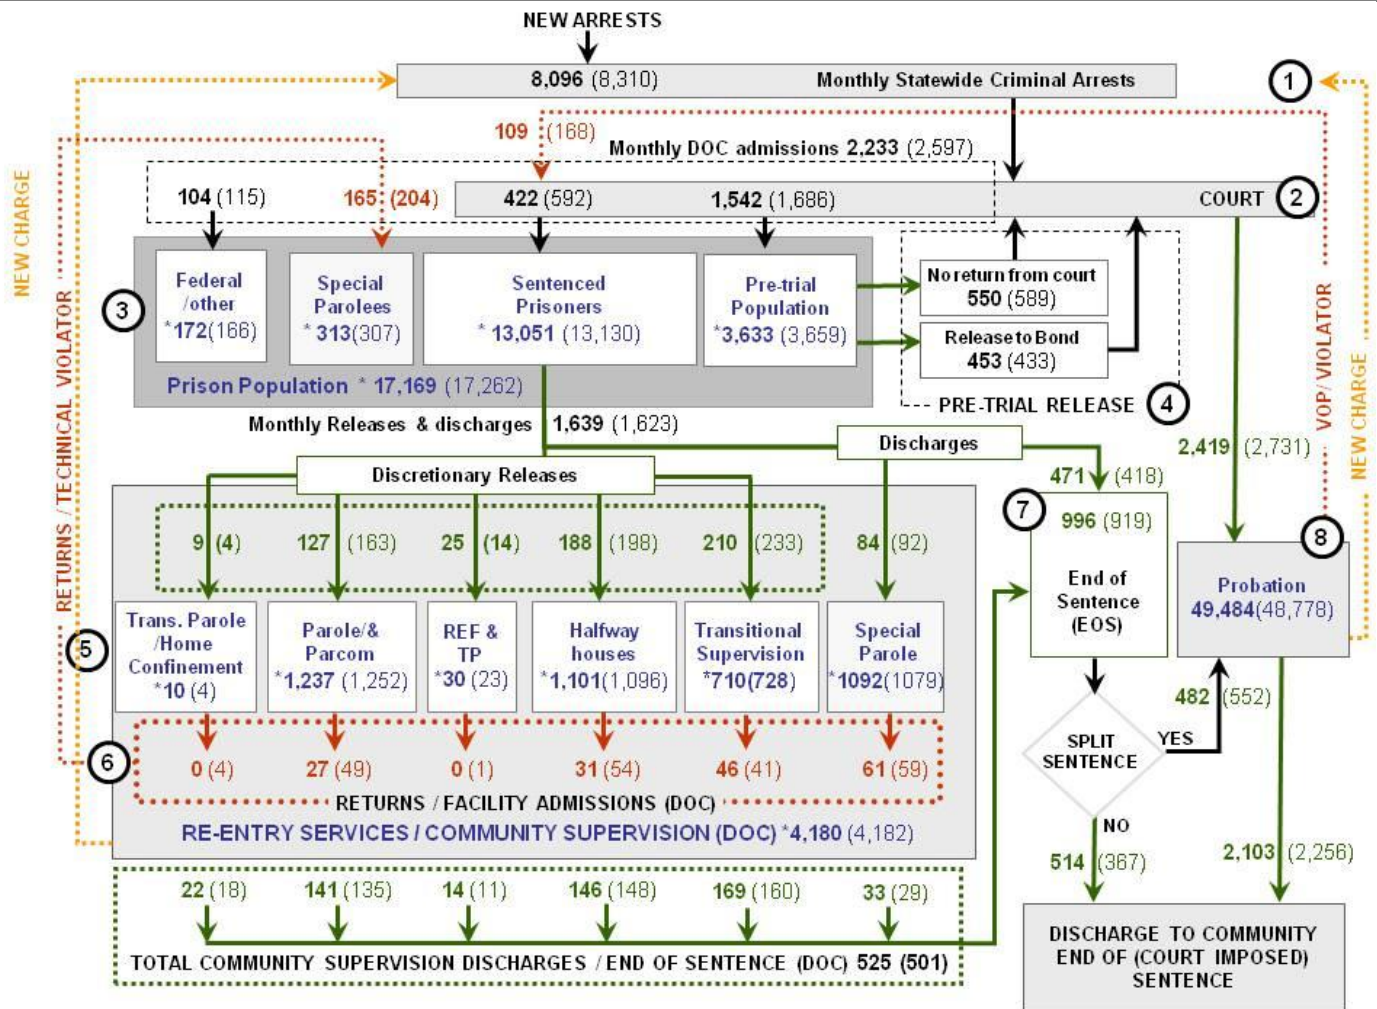 NEW ARRESTS
8,096 (8,310) Monthly Statewide Criminal Arrests
1
109 (168)
Monthly DOC admissions 2,233 (2,597)
NEW CHARGE
104 (115) 165 (204) 422 (592) 1,542 (1,686) COURT 2
3
Federal
/other
*172(166)
Special
Parolees
*313(307)
Sentenced
Prisoners
*13,051 (13,130)
Pre-trial
Population
*3,633 (3,659)
Prison Population *17,169 (17,262)
No return from court
550 (589)
Release to Bond
453 (433)
PRE-TRIAL RELEASE 4
RETURNS / TECHNICAL VIOLATOR
VOP/ VIOLATOR
NEW CHARGE
Monthly Releases & discharges 1,639 (1,623)
Discretionary Releases
Discharges
471 (418)
2,419 (2,731)
9 (4) 127 (163) 25 (14) 188 (198) 210 (233) 84 (92)
7
996 (919)
End of
Sentence
(EOS)
8
Probation
49,484(48,778)
5
Trans. Parole
/Home
Confinement
*10 (4)
Parole/&
Parcom
*1,237 (1,252)
REF &
TP
*30 (23)
Halfway
houses
*1,101(1,096)
Transitional
Supervision
*710(728)
Special
Parole
*1092(1079)
482 (552)
SPLIT
SENTENCE
YES
NO
6
0 (4) 27 (49) 0 (1) 31 (54) 46 (41) 61 (59)
RETURNS / FACILITY ADMISSIONS (DOC)
RE-ENTRY SERVICES / COMMUNITY SUPERVISION (DOC) *4,180 (4,182)
514 (367)
2,103 (2,256)
22 (18) 141 (135) 14 (11) 146 (148) 169 (160) 33 (29)
TOTAL COMMUNITY SUPERVISION DISCHARGES / END OF SENTENCE (DOC) 525 (501)
DISCHARGE TO COMMUNITY
END OF (COURT IMPOSED)
SENTENCE